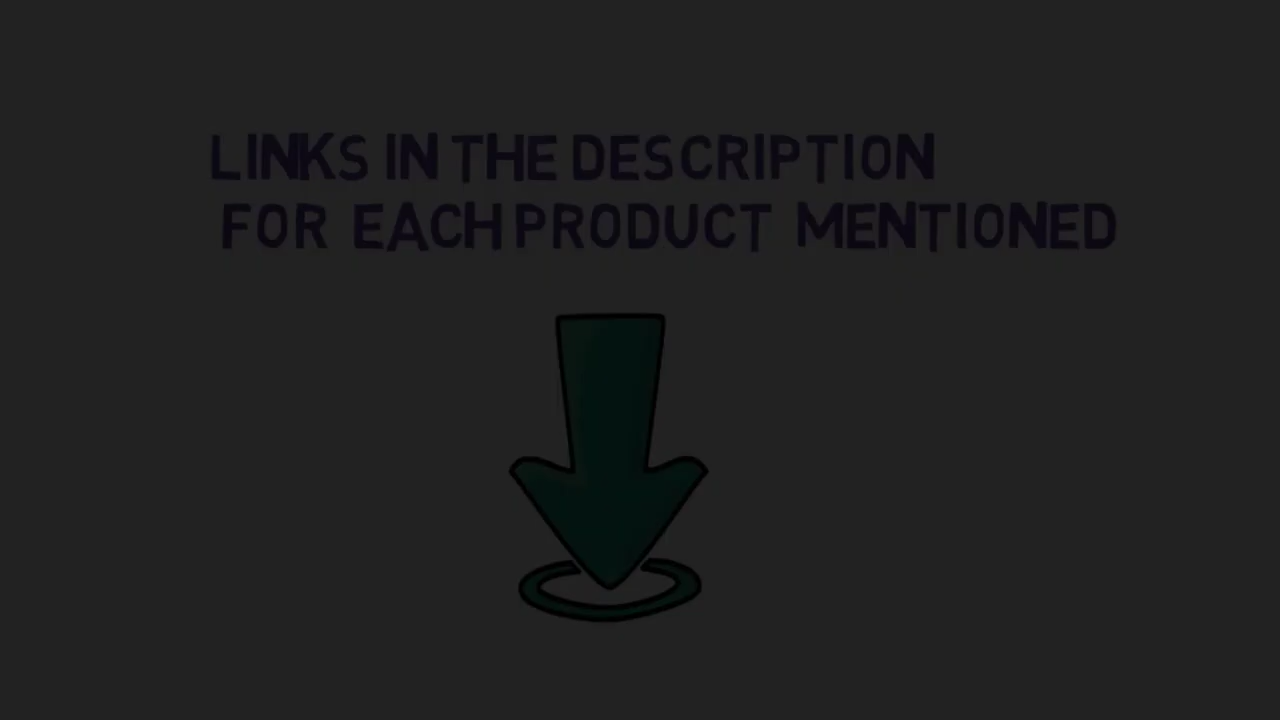 LINKS IN THE DESCRIPTION
FOR EACH PRODUCT MENTIONED